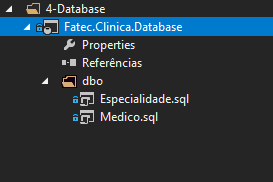 4-Database
Fatec.Clinica.Database
Properties
Referências
dbo
Especialidade.sql
Medico.sql